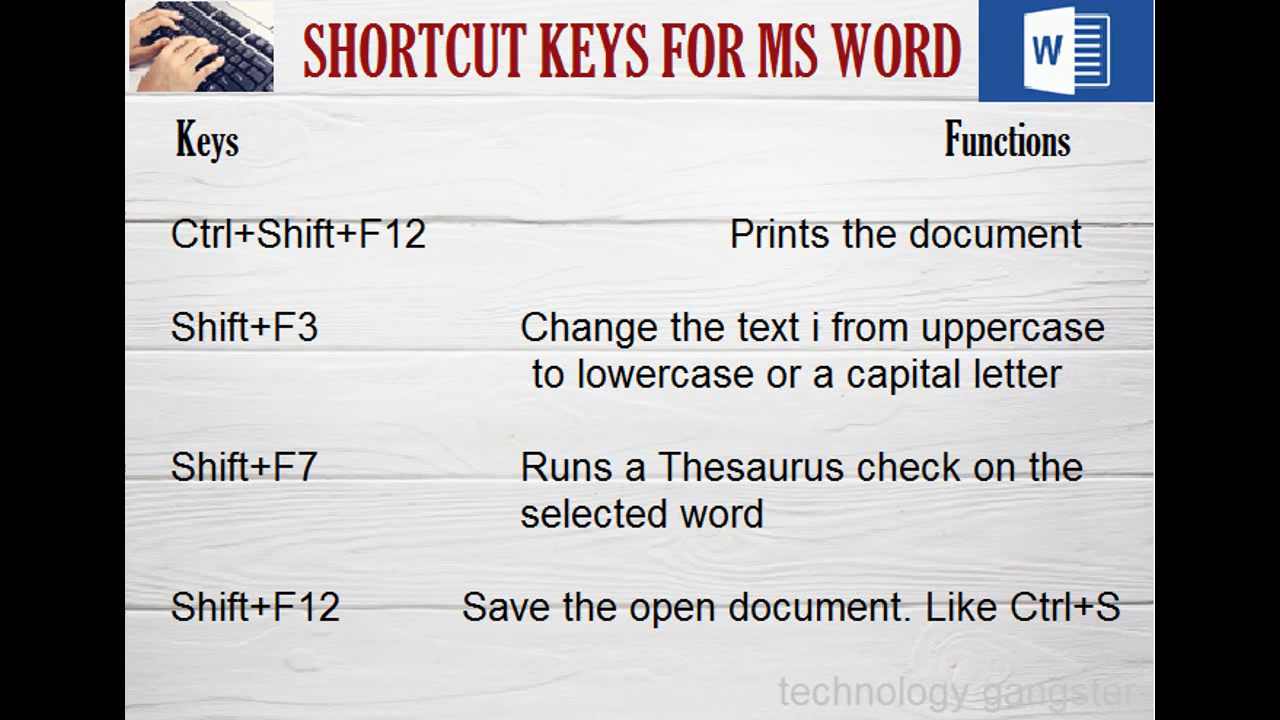 SHORTCUT KEYS FOR MS WORD
W
Keys Functions
Ctrl+Shift+F12 Prints the document
Shift+F3 Change the text i from uppercase
to lowercase or a capital letter
Shift+F7 Runs a Thesaurus check on the
selected word
Shift+F12 Save the open document. Like Ctrl+S
technology gangster